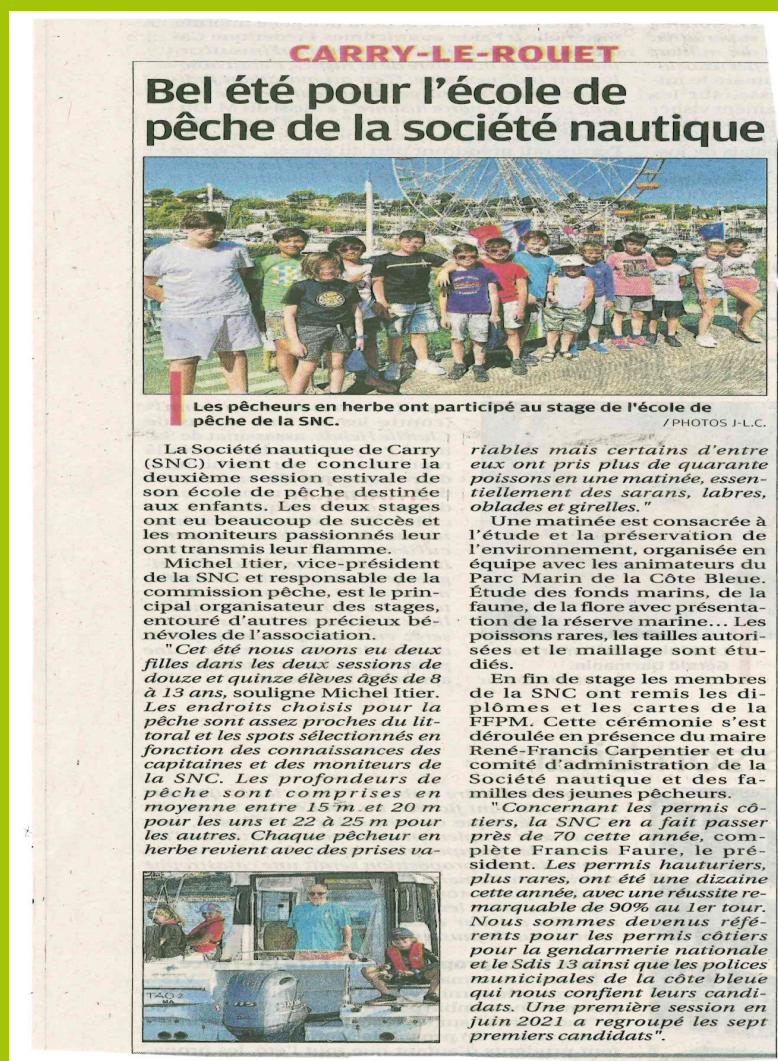 CARRY-LE-ROUET
Bel été pour l'école de
pêche de la société nautique
Les pêcheurs en herbe ont participé au stage de l'école de
pêche de la SNC.
/ PHOTOS J-L.C.
La Société nautique de Carry
(SNC) vient de conclure la
deuxième session estivale de
son école de pêche destinée
aux enfants. Les deux stages
ont eu beaucoup de succès et
les moniteurs passionnés leur
ont transmis leur flamme.
Michel Itier, vice-président
de la SNC et responsable de la
commission pêche, est le prin-
cipal organisateur des stages,
entouré d'autres précieux bé-
névoles de l'association.
"Cet été nous avons eu deux
filles dans les deux sessions de
douze et quinze élèves âgés de 8
à 13 ans, souligne Michel Itier.
Les endroits choisis pour la
pêche sont assez proches du lit-
toral et les spots sélectionnés en
fonction des connaissances des
capitaines et des moniteurs de
la SNC. Les profondeurs de
pêche sont comprises en
moyenne entre 15 m et 20 m
pour les uns et 22 à 25 m pour
les autres. Chaque pêcheur en
herbe revient avec des prises va-
riables mais certains d'entre
eux ont pris plus de quarante
poissons en une matinée, essen-
tiellement des sarans, labres,
oblades et girelles."
Une matinée est consacrée à
l'étude et la préservation de
l'environnement, organisée en
équipe avec les animateurs du
Parc Marin de la Côte Bleue.
Étude des fonds marins, de la
faune, de la flore avec présenta-
tion de la réserve marine... Les
poissons rares, les tailles autori-
sées et le maillage sont étu-
diés.
En fin de stage les membres
de la SNC ont remis les di-
plômes et les cartes de la
FFPM. Cette cérémonie s'est
déroulée en présence du maire
René-Francis Carpentier et du
comité d'administration de la
Société nautique et des fa-
milles des jeunes pêcheurs.
"Concernant les permis cô-
tiers, la SNC en a fait passer
près de 70 cette année, com-
plète Francis Faure, le pré-
sident. Les permis hauturiers,
plus rares, ont été une dizaine
cette année, avec une réussite re-
marquable de 90% au 1er tour.
Nous sommes devenus réfé-
rents pour les permis côtiers
pour la gendarmerie nationale
et le Sdis 13 ainsi que les polices
municipales de la côte bleue
qui nous confient leurs candi-
dats. Une première session en
juin 2021 a regroupé les sept
premiers candidats".
TAO 2
MA
115